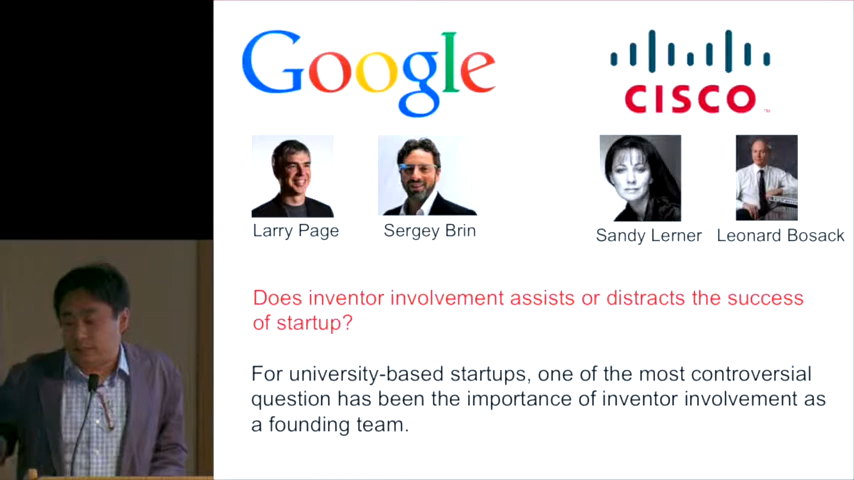 Google
CISCO
Larry Page
Sergey Brin
Sandy Lerner
Leonard Bosack
Does inventor involvement assists or distracts the success
of startup?
For university-based startups, one of the most controversial
question has been the importance of inventor involvement as
a founding team.